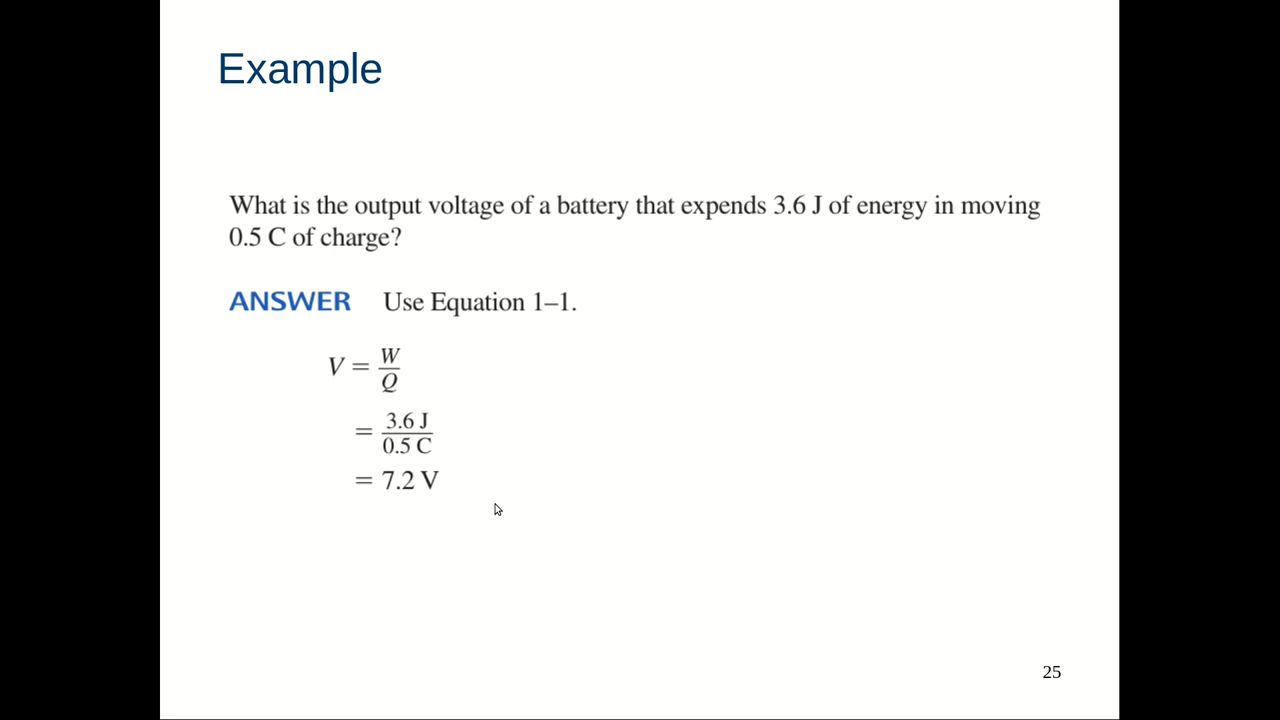 Example
What is the output voltage of a battery that expends 3.6 J of energy in moving
0.5 C of charge?
ANSWER Use Equation 1–1.
V = W/Q
= 3.6 J/0.5 C
= 7.2 V
25